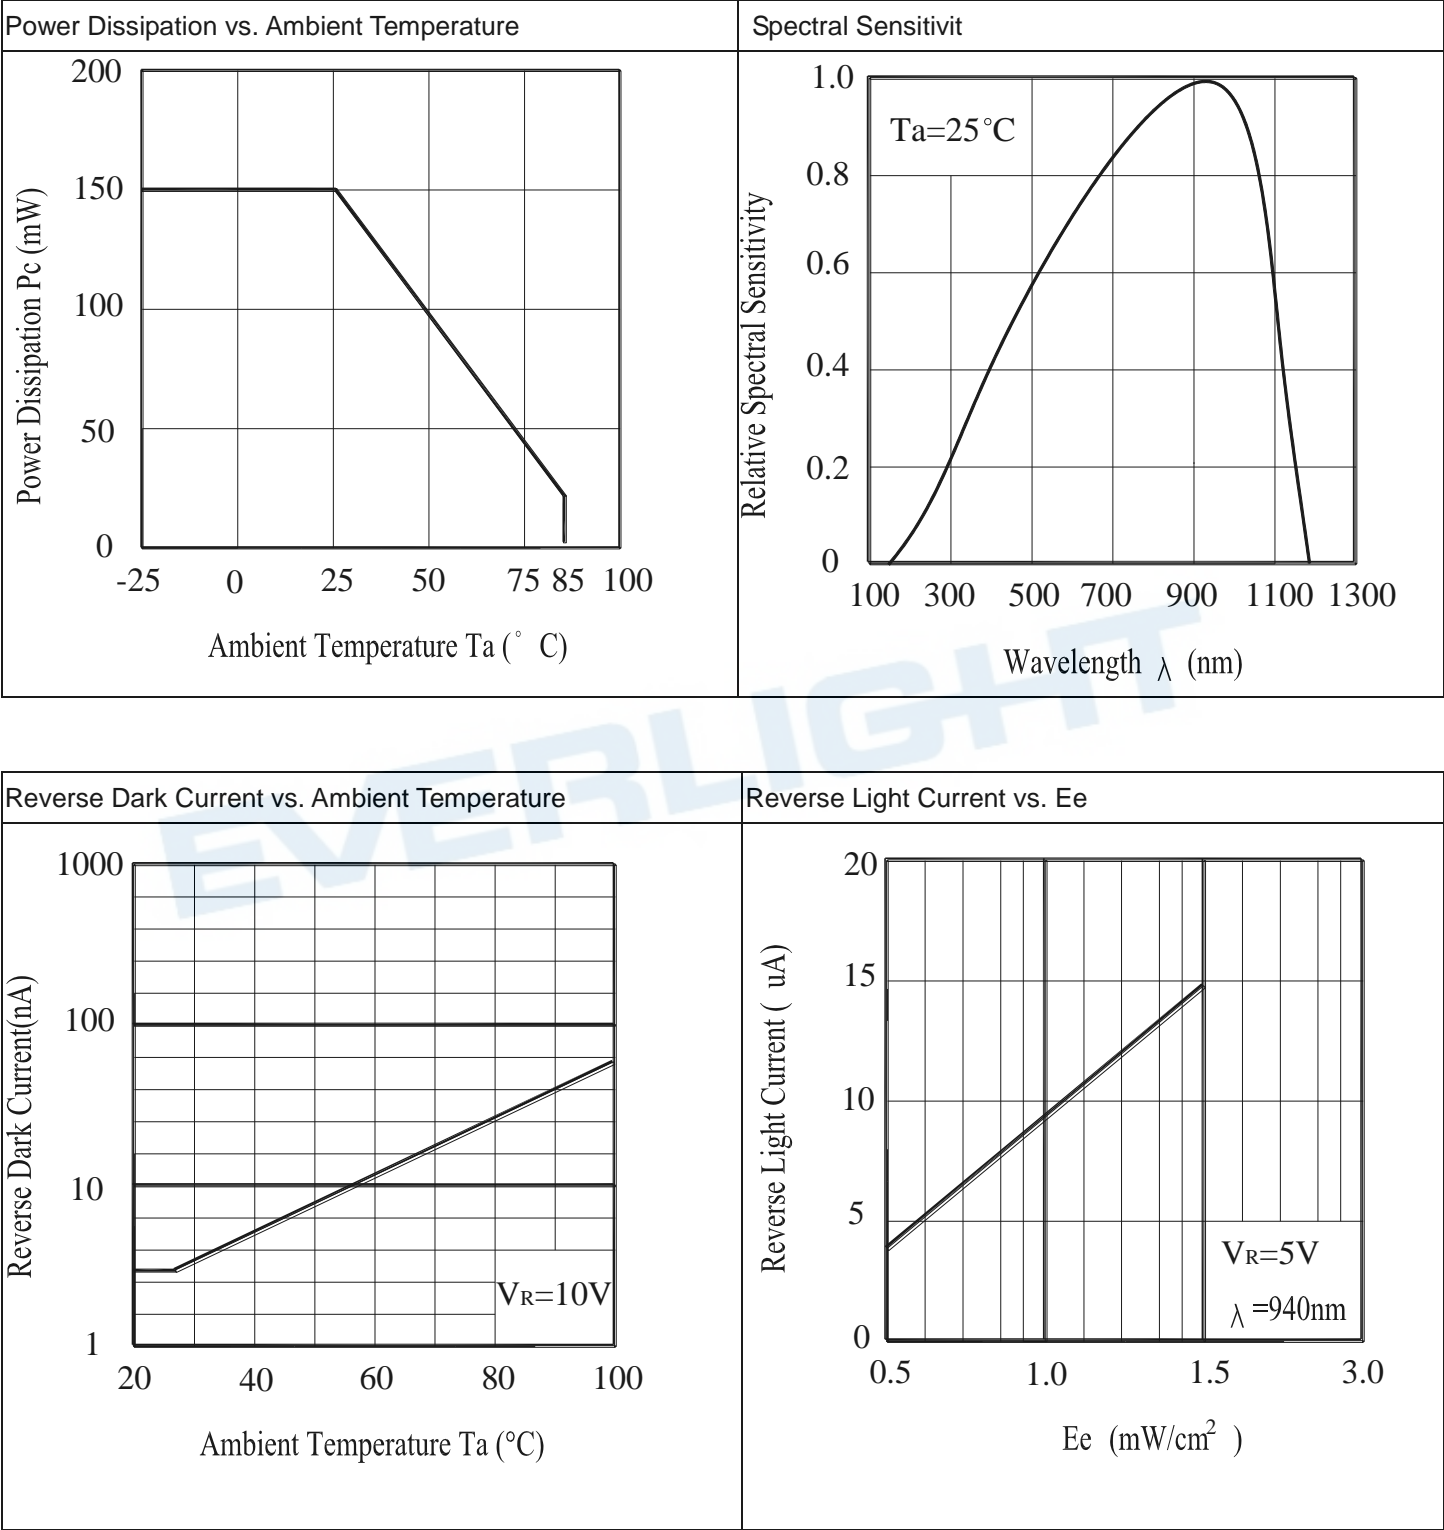 Power Dissipation vs. Ambient Temperature
200
150
100
50
0
-25 0 25 50 75 85 100
Power Dissipation Pc (mW)
Ambient Temperature Ta (° C)
Spectral Sensitivit
Ta=25°C
1.0
0.8
0.6
0.4
0.2
0
100 300 500 700 900 1100 1300
Relative Spectral Sensitivity
Wavelength λ (nm)
EVERLIGHT
Reverse Dark Current vs. Ambient Temperature
1000
100
10
1
20 40 60 80 100
Reverse Dark Current(nA)
VR=10V
Ambient Temperature Ta (°C)
Reverse Light Current vs. Ee
20
15
10
5
0
0.5 1.0 1.5 3.0
Reverse Light Current ( uA)
VR=5V
λ =940nm
Ee (mW/cm² )